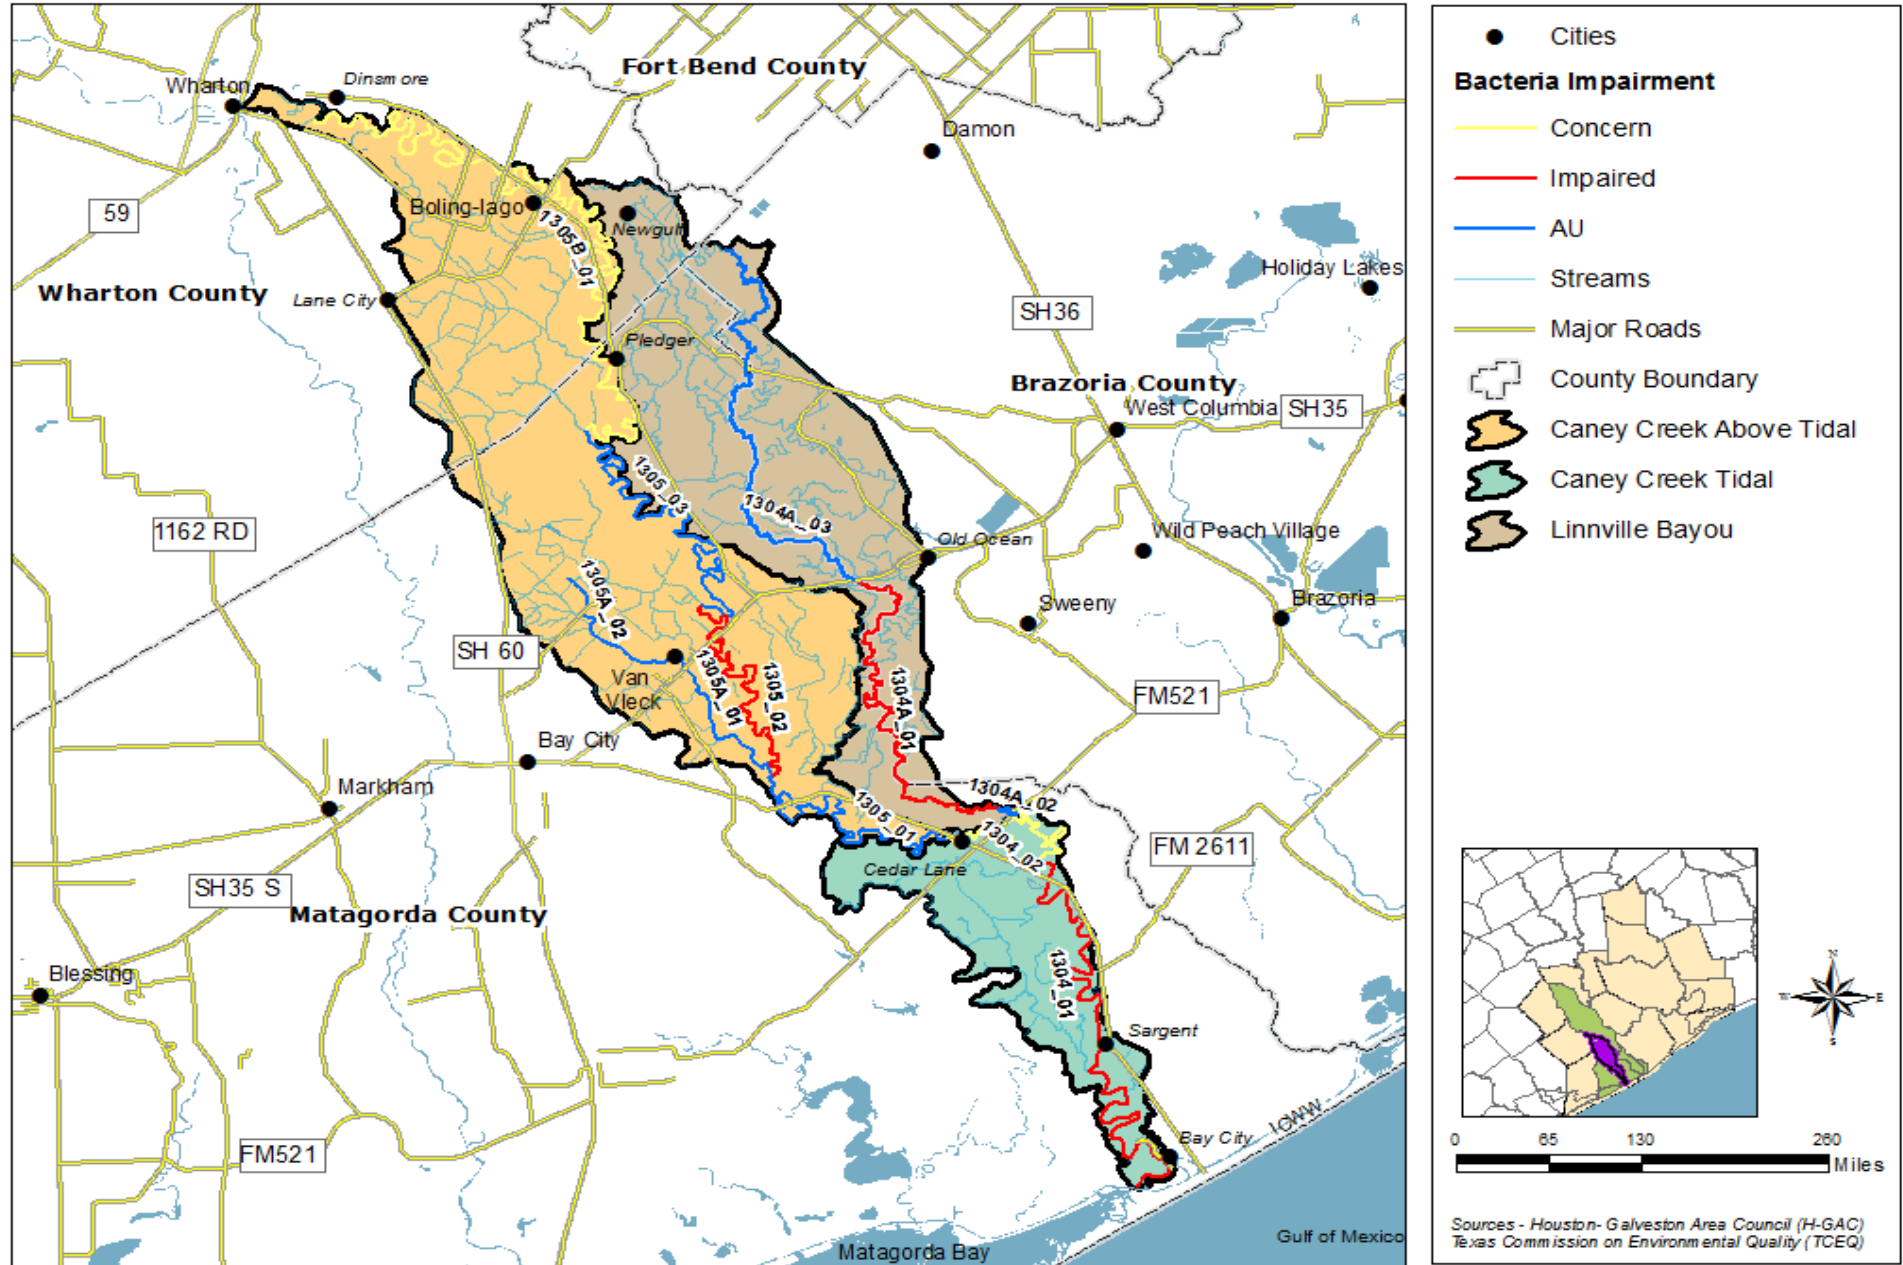 Fort Bend County
Dinsmore
Wharton
Damon
59
Boling-Iago
Newgulf
1305B_01
Holiday Lakes
Wharton County
Lane City
SH36
Pledger
Brazoria County
West Columbia
SH35
1305_03
1304A_03
1162 RD
Old Ocean
Wild Peach Village
1305A_02
Sweeny
Brazoria
SH 60
Van
Vleck
1305A_01
1305_02
1304A_01
FM521
Bay City
Markham
1304A_02
1305_01
1304_02
FM 2611
Cedar Lane
SH35 S
Matagorda County
Blessing
1304_01
Sargent
ICWW
Bay City
FM521
Matagorda Bay
Gulf of Mexico
Cities
Bacteria Impairment
Concern
Impaired
AU
Streams
Major Roads
County Boundary
Caney Creek Above Tidal
Caney Creek Tidal
Linnville Bayou
N
W E
S
0 65 130 260
Miles
Sources - Houston-Galveston Area Council (H-GAC)
Texas Commission on Environmental Quality (TCEQ)